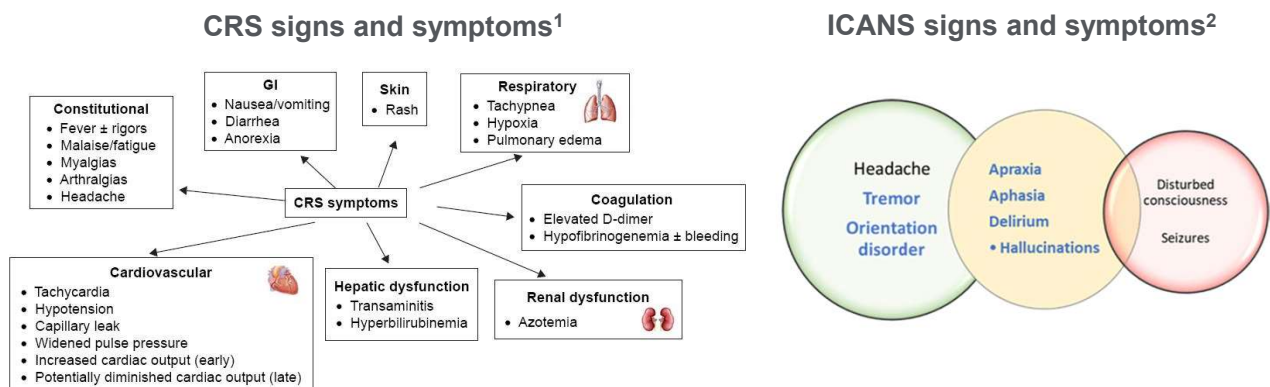 CRS signs and symptoms1
ICANS signs and symptoms2
Constitutional
• Fever ± rigors
• Malaise/fatigue
• Myalgias
• Arthralgias
• Headache
GI
• Nausea/vomiting
• Diarrhea
• Anorexia
Skin
• Rash
Respiratory
• Tachypnea
• Hypoxia
• Pulmonary edema
CRS symptoms
Coagulation
• Elevated D-dimer
• Hypofibrinogenemia ± bleeding
Cardiovascular
• Tachycardia
• Hypotension
• Capillary leak
• Widened pulse pressure
• Increased cardiac output (early)
• Potentially diminished cardiac output (late)
Hepatic dysfunction
• Transaminitis
• Hyperbilirubinemia
Renal dysfunction
• Azotemia
Headache
Tremor
Orientation
disorder
Apraxia
Aphasia
Delirium
• Hallucinations
Disturbed
consciousness
Seizures